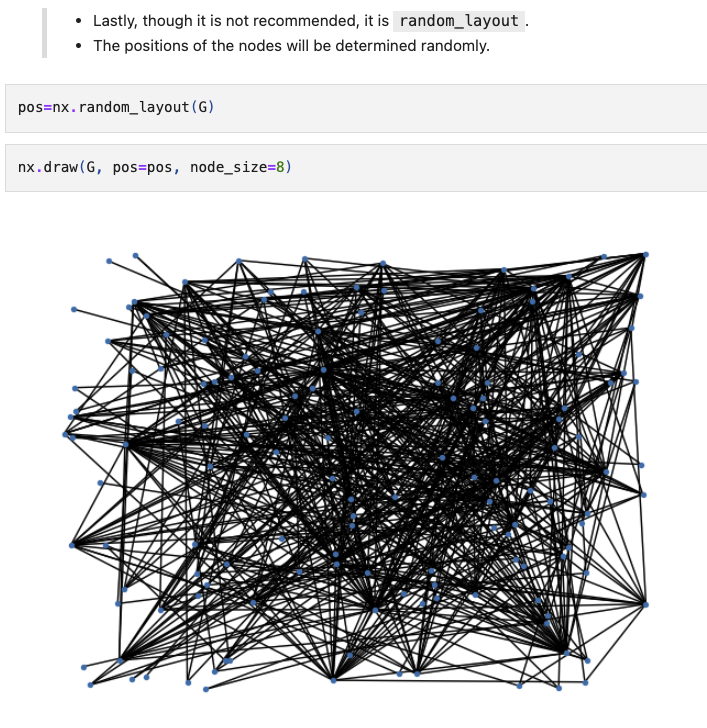 Lastly, though it is not recommended, it is random_layout.
The positions of the nodes will be determined randomly.
pos=nx.random_layout(G)
nx.draw(G, pos=pos, node_size=8)